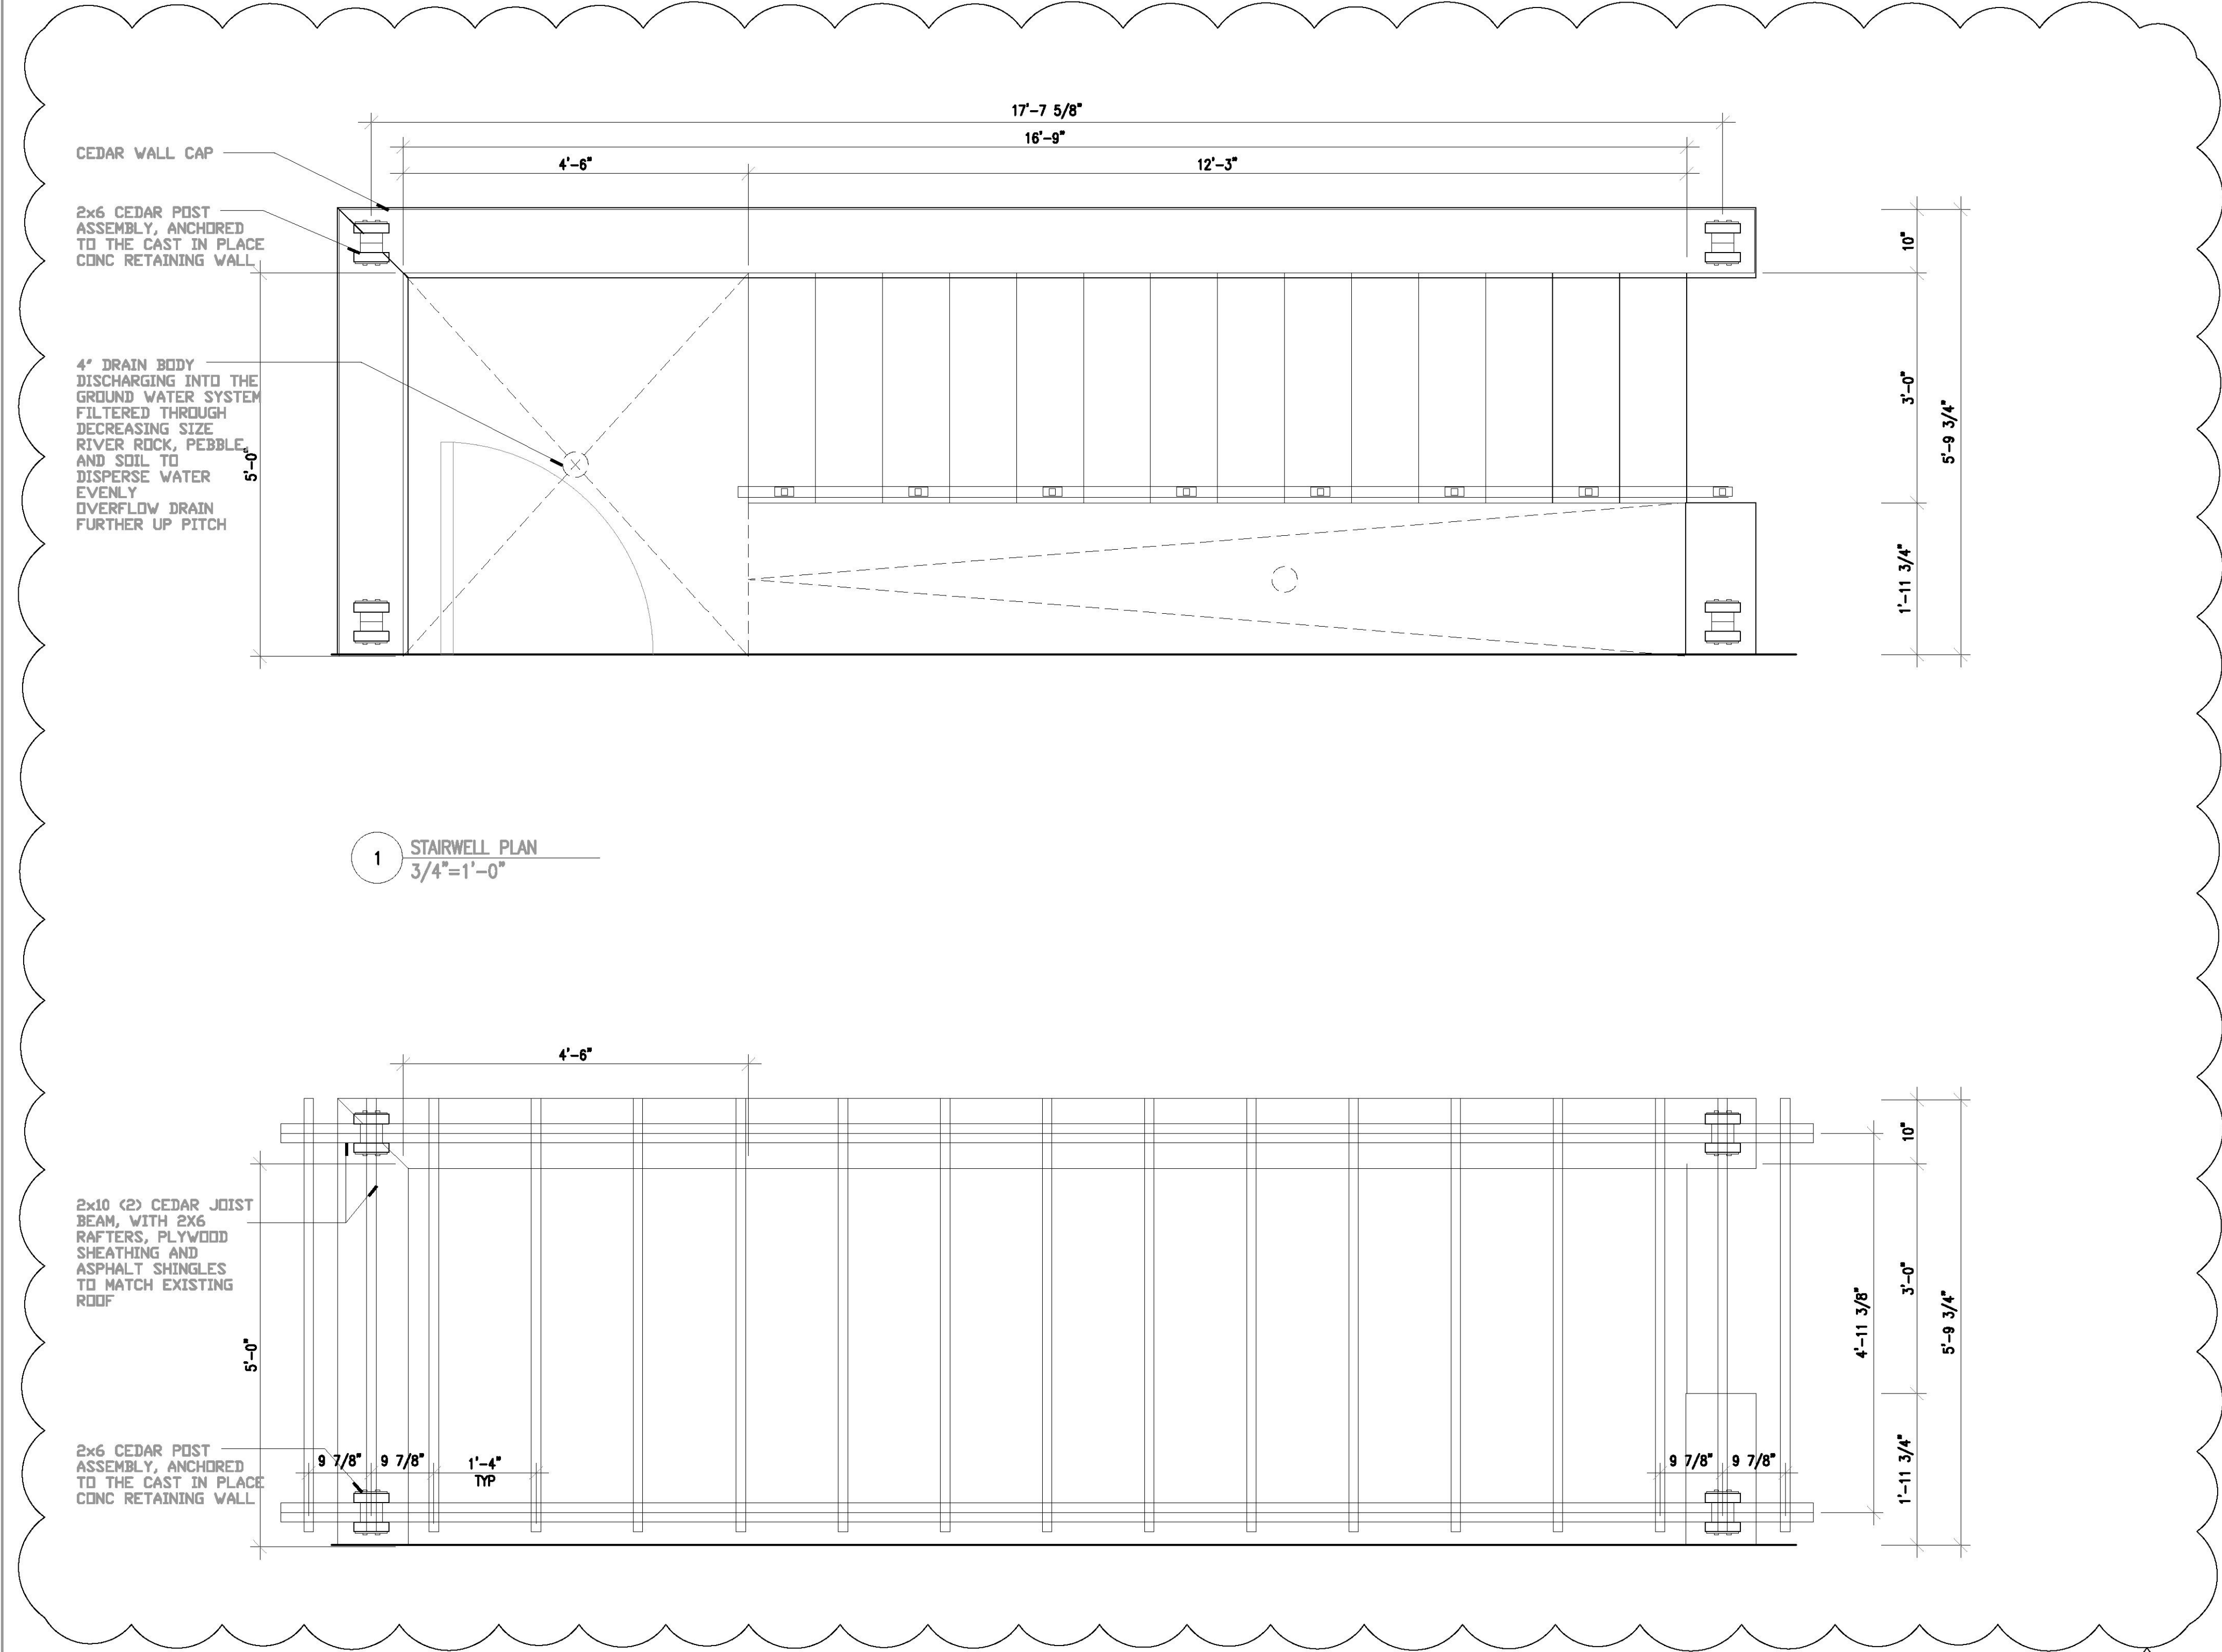 17'-7 5/8"
16'-9"
4'-6"
12'-3"
CEDAR WALL CAP
2x6 CEDAR POST
ASSEMBLY, ANCHORED
TO THE CAST IN PLACE
CONC RETAINING WALL
4" DRAIN BODY
DISCHARGING INTO THE
GROUND WATER SYSTEM
FILTERED THROUGH
DECREASING SIZE
RIVER ROCK, PEBBLE,
AND SOIL TO
DISPERSE WATER
EVENLY
OVERFLOW DRAIN
FURTHER UP PITCH
5'-0"
10"
3'-0"
1'-11 3/4"
5'-9 3/4"
1
STAIRWELL PLAN
3/4"=1'-0"
4'-6"
2x10 (2) CEDAR JOIST
BEAM, WITH 2X6
RAFTERS, PLYWOOD
SHEATHING AND
ASPHALT SHINGLES
TO MATCH EXISTING
ROOF
5'-0"
2x6 CEDAR POST
ASSEMBLY, ANCHORED
TO THE CAST IN PLACE
CONC RETAINING WALL
9 7/8"
9 7/8"
1'-4"
TYP
9 7/8"
9 7/8"
4'-11 3/8"
10"
3'-0"
1'-11 3/4"
5'-9 3/4"